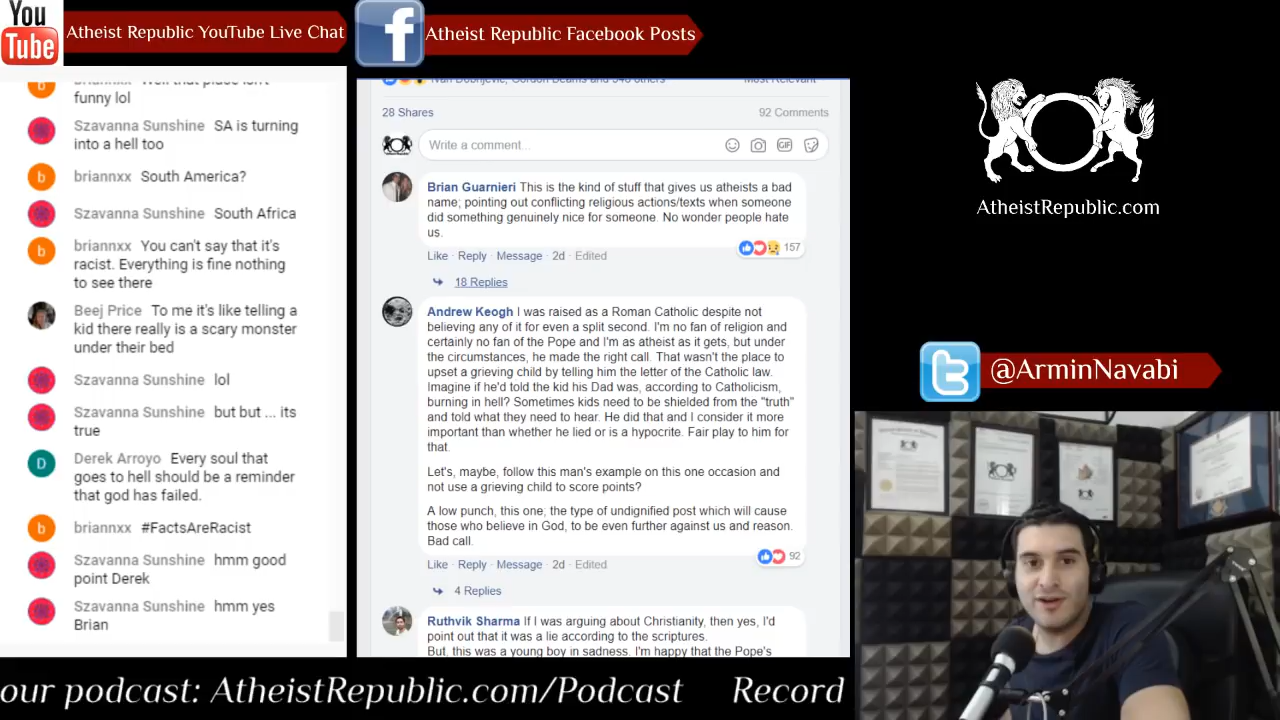 You
Tube
Atheist Republic YouTube Live Chat
Atheist Republic Facebook Posts
briannxx Well that place isn't
funny lol
Szavanna Sunshine SA is turning
into a hell too
briannxx South America?
Szavanna Sunshine South Africa
briannxx You can't say that it's
racist. Everything is fine nothing
to see there
Beej Price To me it's like telling a
kid there really is a scary monster
under their bed
Szavanna Sunshine lol
Szavanna Sunshine but but ... its
true
Derek Arroyo Every soul that
goes to hell should be a reminder
that god has failed.
briannxx #FactsAreRacist
Szavanna Sunshine hmm good
point Derek
Szavanna Sunshine hmm yes
Brian
Ivan Dobrijevic, Gordon Beams and 940 others Most Relevant
28 Shares 92 Comments
Write a comment...
GIF
Brian Guarnieri This is the kind of stuff that gives us atheists a bad
name; pointing out conflicting religious actions/texts when someone
did something genuinely nice for someone. No wonder people hate
us.
157
Like · Reply · Message · 2d · Edited
18 Replies
Andrew Keogh I was raised as a Roman Catholic despite not
believing any of it for even a split second. I'm no fan of religion and
certainly no fan of the Pope and I'm as atheist as it gets, but under
the circumstances, he made the right call. That wasn't the place to
upset a grieving child by telling him the letter of the Catholic law.
Imagine if he'd told the kid his Dad was, according to Catholicism,
burning in hell? Sometimes kids need to be shielded from the "truth"
and told what they need to hear. He did that and I consider it more
important than whether he lied or is a hypocrite. Fair play to him for
that.
Let's, maybe, follow this man's example on this one occasion and
not use a grieving child to score points?
A low punch, this one; the type of undignified post which will cause
those who believe in God, to be even further against us and reason.
Bad call.
92
Like · Reply · Message · 2d · Edited
4 Replies
Ruthvik Sharma If I was arguing about Christianity, then yes, I'd
point out that it was a lie according to the scriptures.
But, this was a young boy in sadness. I'm happy that the Pope's
AtheistRepublic.com
@ArminNavabi
our podcast: AtheistRepublic.com/Podcast Record